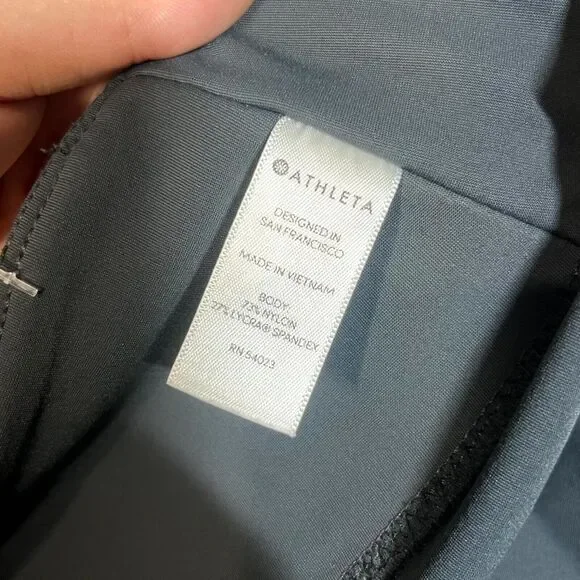 ATHLETA
DESIGNED IN
SAN FRANCISCO
MADE IN VIETNAM
BODY
73% NYLON
27% LYCRA® SPANDEX
RN 54023